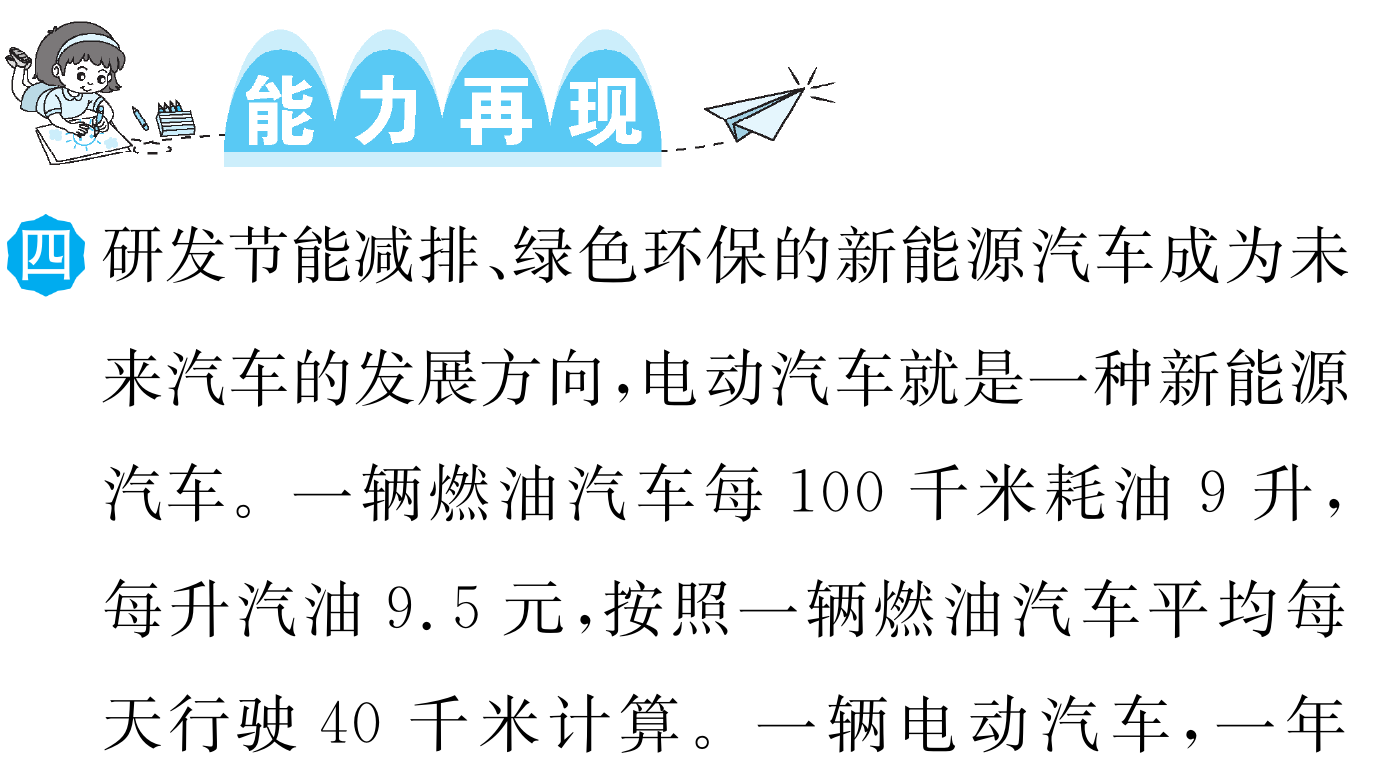 能力再现
四 研发节能减排、绿色环保的新能源汽车成为未
来汽车的发展方向,电动汽车就是一种新能源
汽车。一辆燃油汽车每 100 千米耗油 9 升,
每升汽油 9.5 元,按照一辆燃油汽车平均每
天行驶 40 千米计算。一辆电动汽车,一年